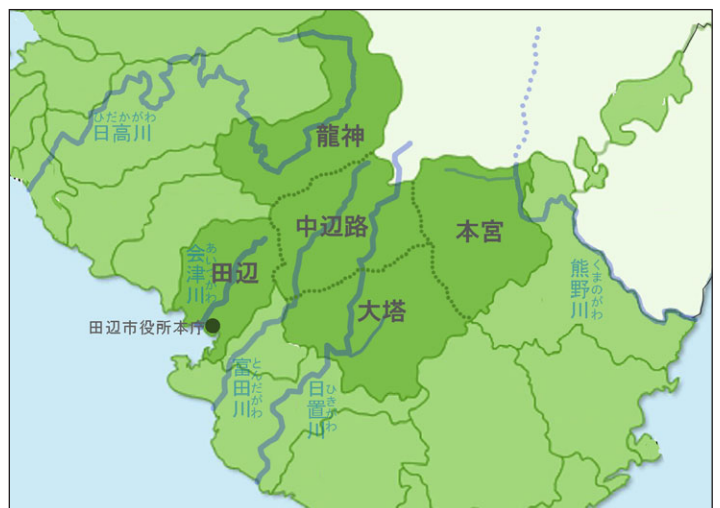 ひだかがわ
日高川
龍神
中辺路
本宮
あいづがわ
会津川
田辺
くまのがわ
熊野川
大塔
田辺市役所本庁
とんだがわ
富田川
ひきがわ
日置川